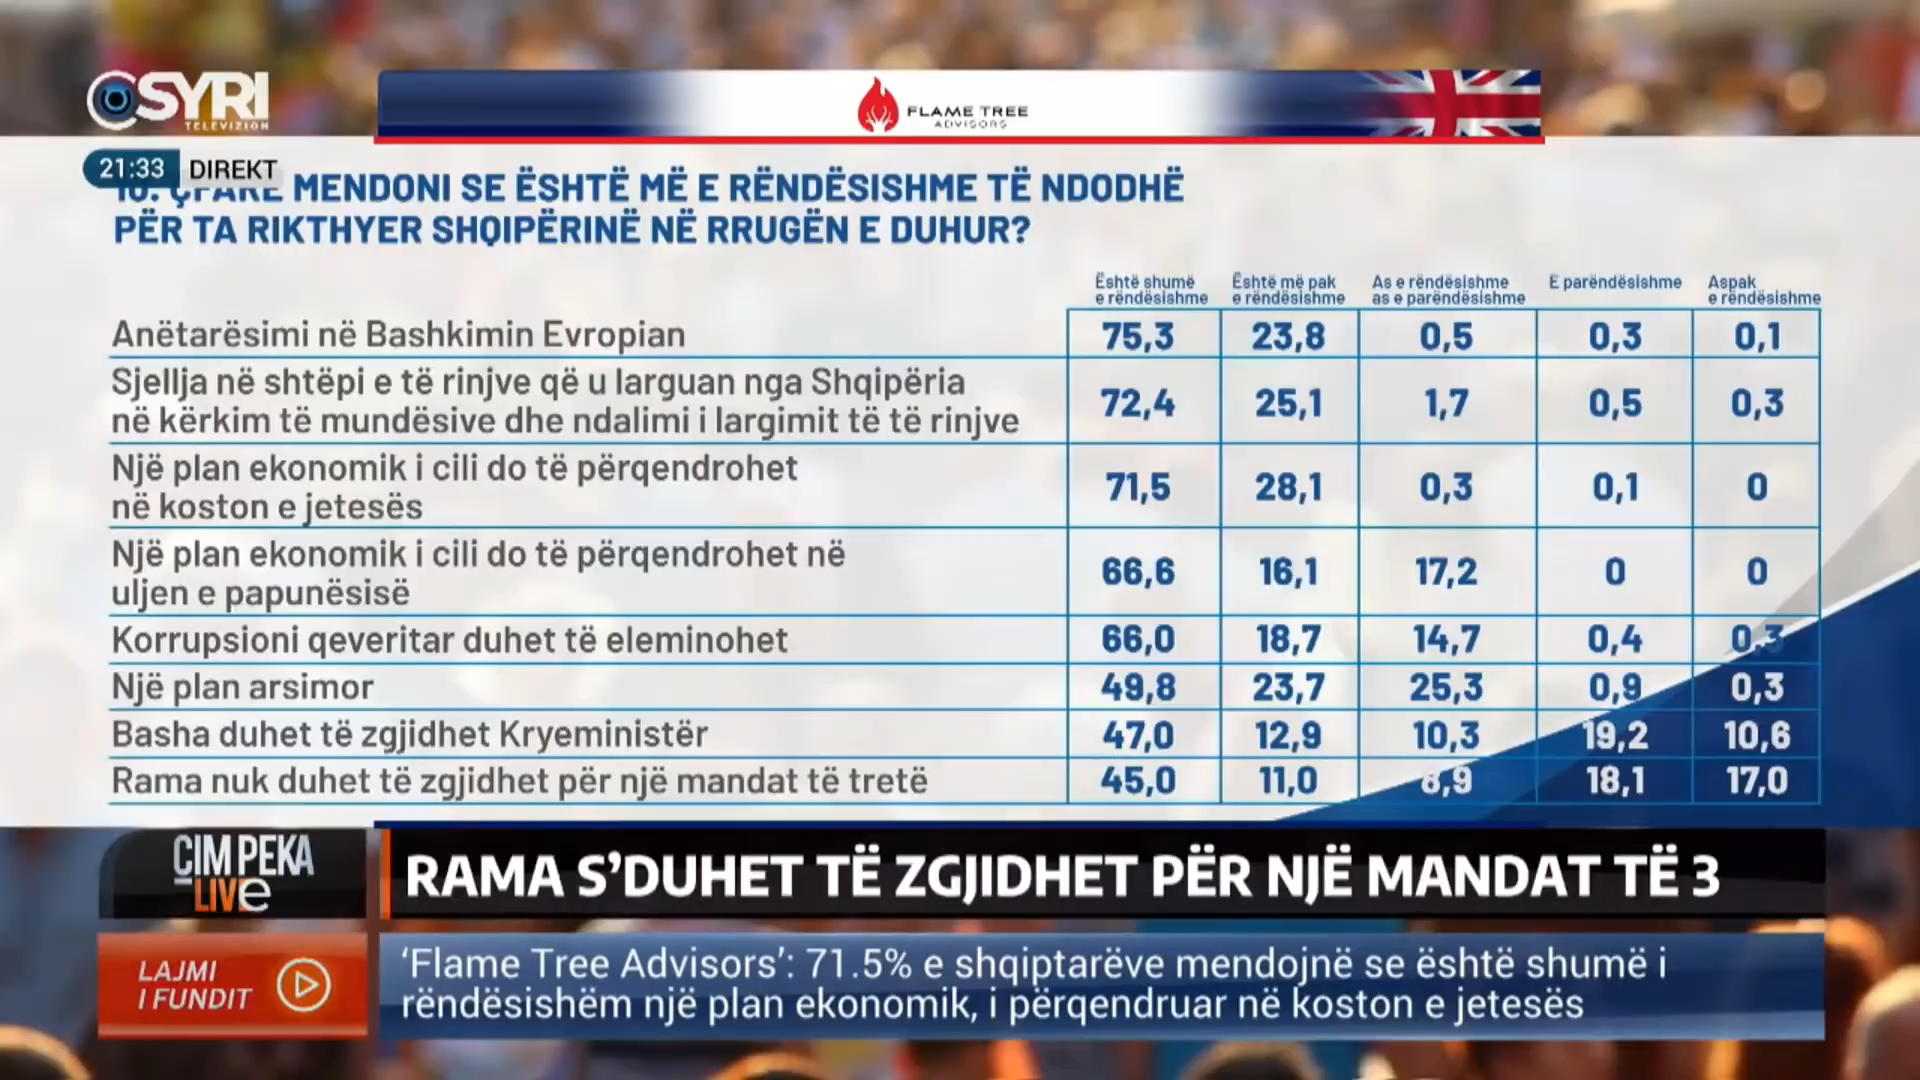 SYRI
TELEVIZION
FLAME TREE
ADVISORS
21:33 DIREKT
MENDONI SE ËSHTË MË E RËNDËSISHME TË NDODHË
PËR TA RIKTHYER SHQIPËRINË NË RRUGËN E DUHUR?
Është shumë e rëndësishme
Është më pak e rëndësishme
As e rëndësishme as e parëndësishme
E parëndësishme
Aspak e rëndësishme
Anëtarësimi në Bashkimin Evropian 75,3 23,8 0,5 0,3 0,1
Sjellja në shtëpi e të rinjve që u larguan nga Shqipëria
në kërkim të mundësive dhe ndalimi i largimit të të rinjve 72,4 25,1 1,7 0,5 0,3
Një plan ekonomik i cili do të përqendrohet
në koston e jetesës 71,5 28,1 0,3 0,1 0
Një plan ekonomik i cili do të përqendrohet në
uljen e papunësisë 66,6 16,1 17,2 0 0
Korrupsioni qeveritar duhet të eleminohet 66,0 18,7 14,7 0,4 0,3
Një plan arsimor 49,8 23,7 25,3 0,9 0,3
Basha duhet të zgjidhet Kryeministër 47,0 12,9 10,3 19,2 10,6
Rama nuk duhet të zgjidhet për një mandat të tretë 45,0 11,0 8,9 18,1 17,0
ÇIM PEKA
LIVE
RAMA S'DUHET TË ZGJIDHET PËR NJË MANDAT TË 3
LAJMI
I FUNDIT
‘Flame Tree Advisors’: 71.5% e shqiptarëve mendojnë se është shumë i
rëndësishëm një plan ekonomik, i përqendruar në koston e jetesës